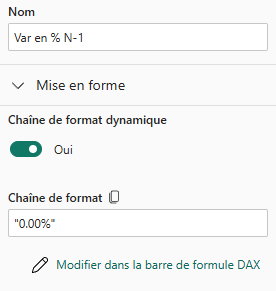 Nom
Var en % N-1
Mise en forme
Chaîne de format dynamique
Oui
Chaîne de format
"0.00%"
Modifier dans la barre de formule DAX